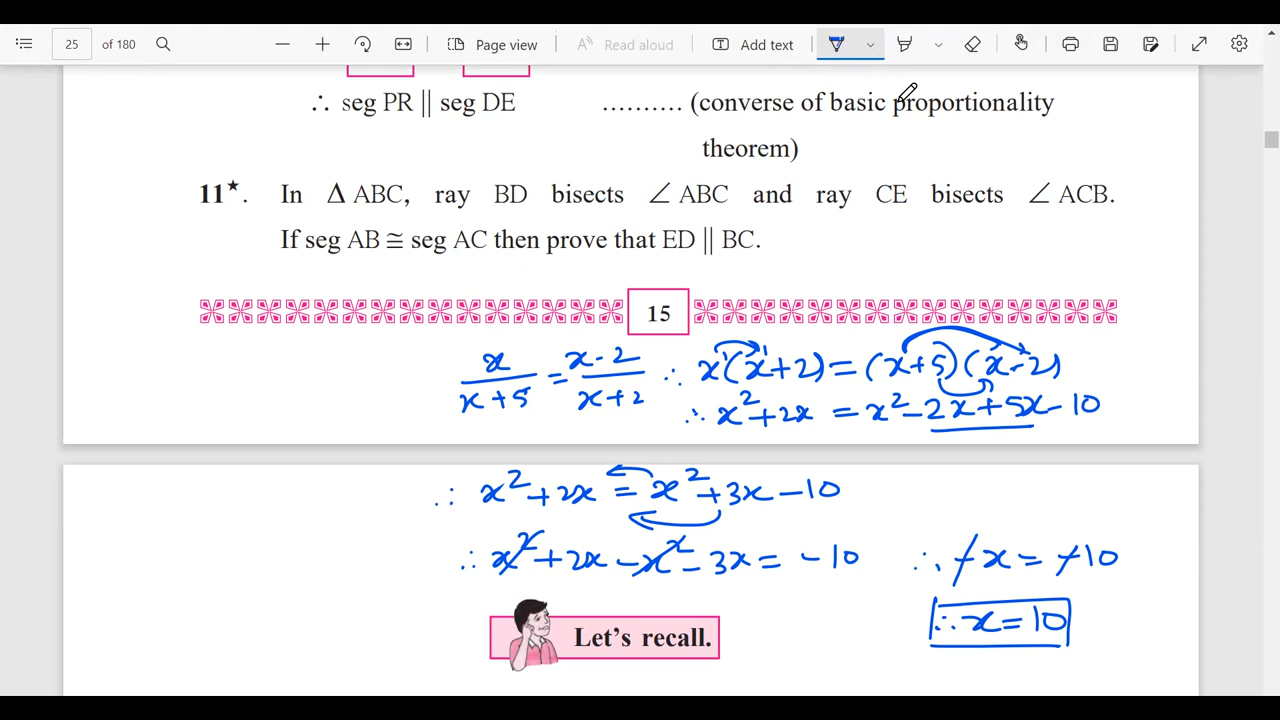 25 of 180 Page view Read aloud Add text
∴ seg PR || seg DE .......... (converse of basic proportionality
theorem)
11★. In Δ ABC, ray BD bisects ∠ ABC and ray CE bisects ∠ ACB.
If seg AB ≅ seg AC then prove that ED || BC.
15
x/(x+5) = (x-2)/(x+2) ∴ x(x+2) = (x+5)(x-2)
∴ x²+2x = x²-2x+5x-10
∴ x²+2x = x²+3x-10
∴ x²+2x-x²-3x = -10 ∴ -x = -10
∴ x = 10
Let's recall.